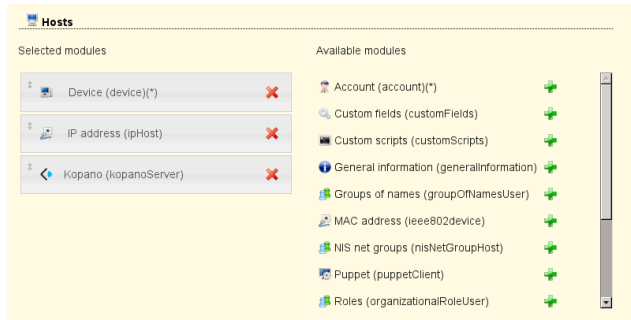 Hosts
Selected modules
Available modules
Device (device)(*)
IP address (ipHost)
Kopano (kopanoServer)
Account (account)(*)
Custom fields (customFields)
Custom scripts (customScripts)
General information (generalInformation)
Groups of names (groupOfNamesUser)
MAC address (ieee802device)
NIS net groups (nisNetGroupHost)
Puppet (puppetClient)
Roles (organizationalRoleUser)